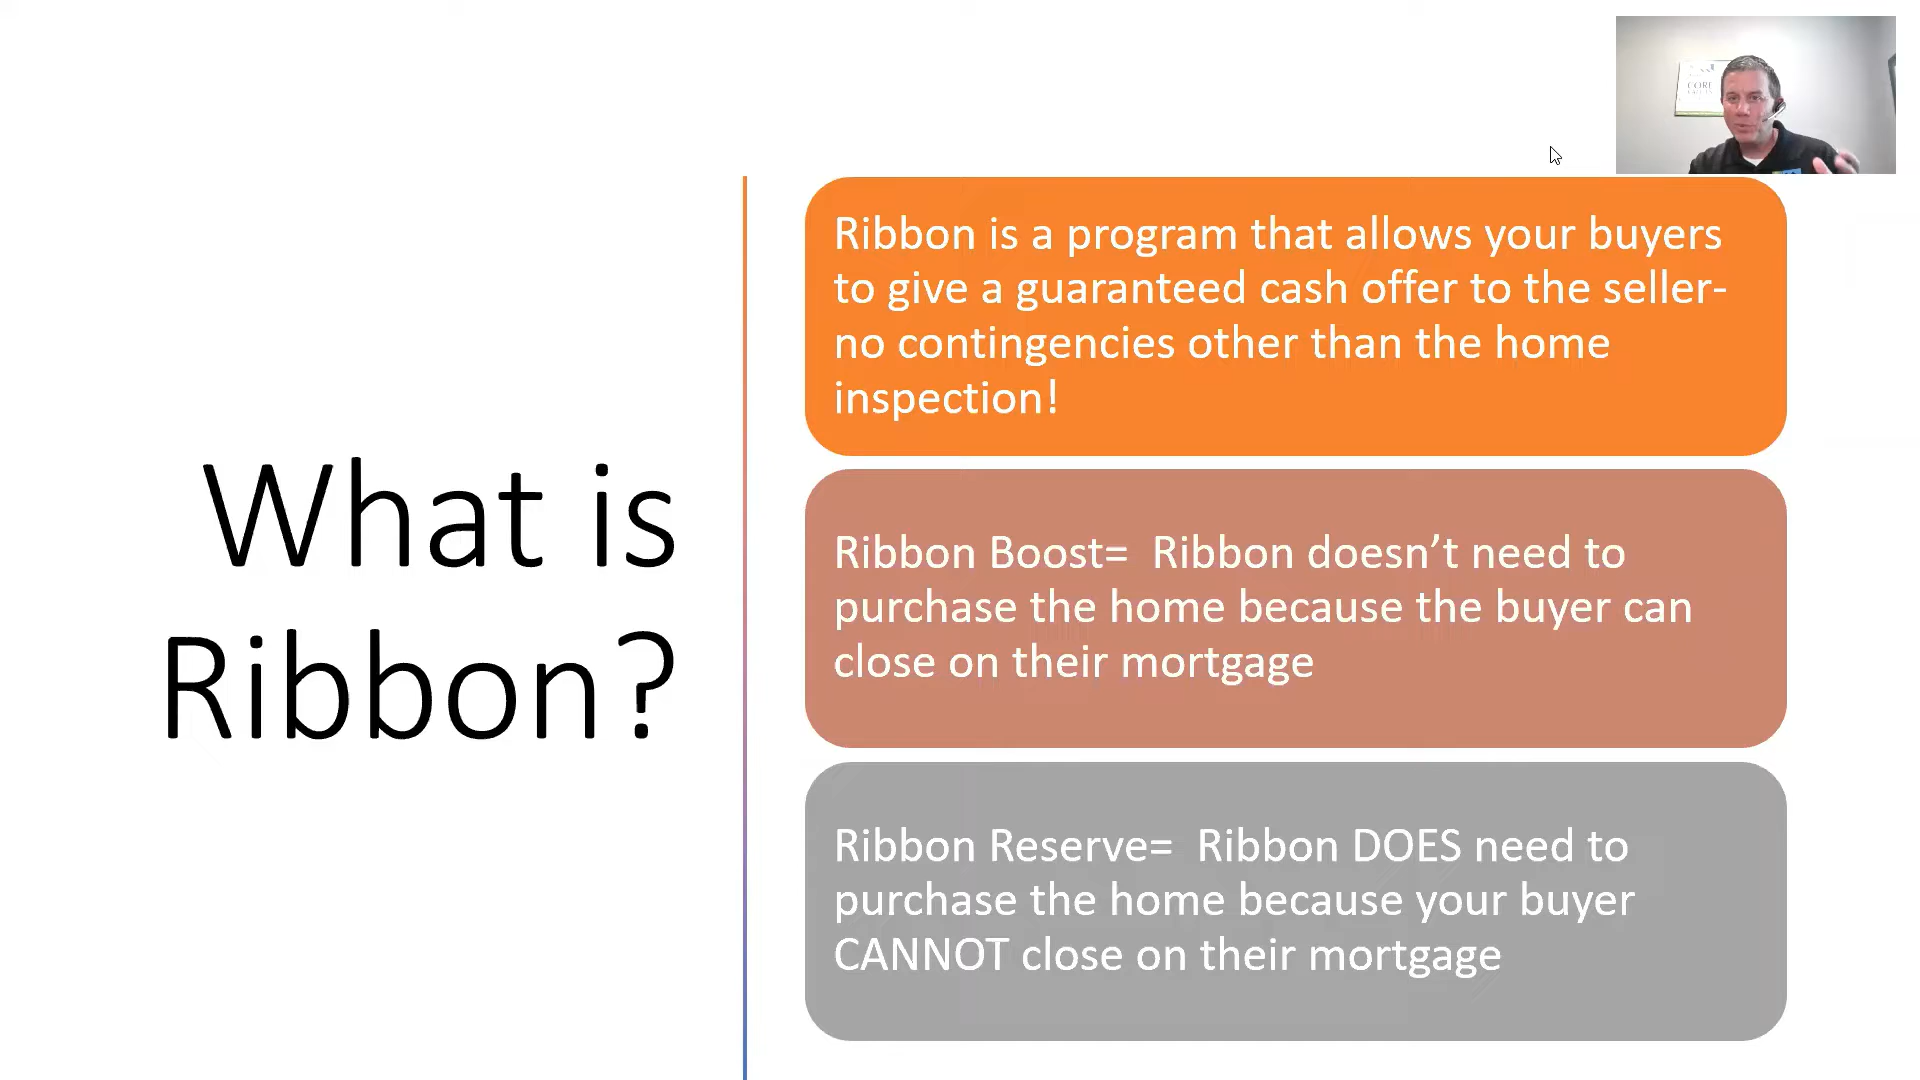 CORE
What is
Ribbon?
Ribbon is a program that allows your buyers
to give a guaranteed cash offer to the seller-
no contingencies other than the home
inspection!
Ribbon Boost=  Ribbon doesn’t need to
purchase the home because the buyer can
close on their mortgage
Ribbon Reserve=  Ribbon DOES need to
purchase the home because your buyer
CANNOT close on their mortgage